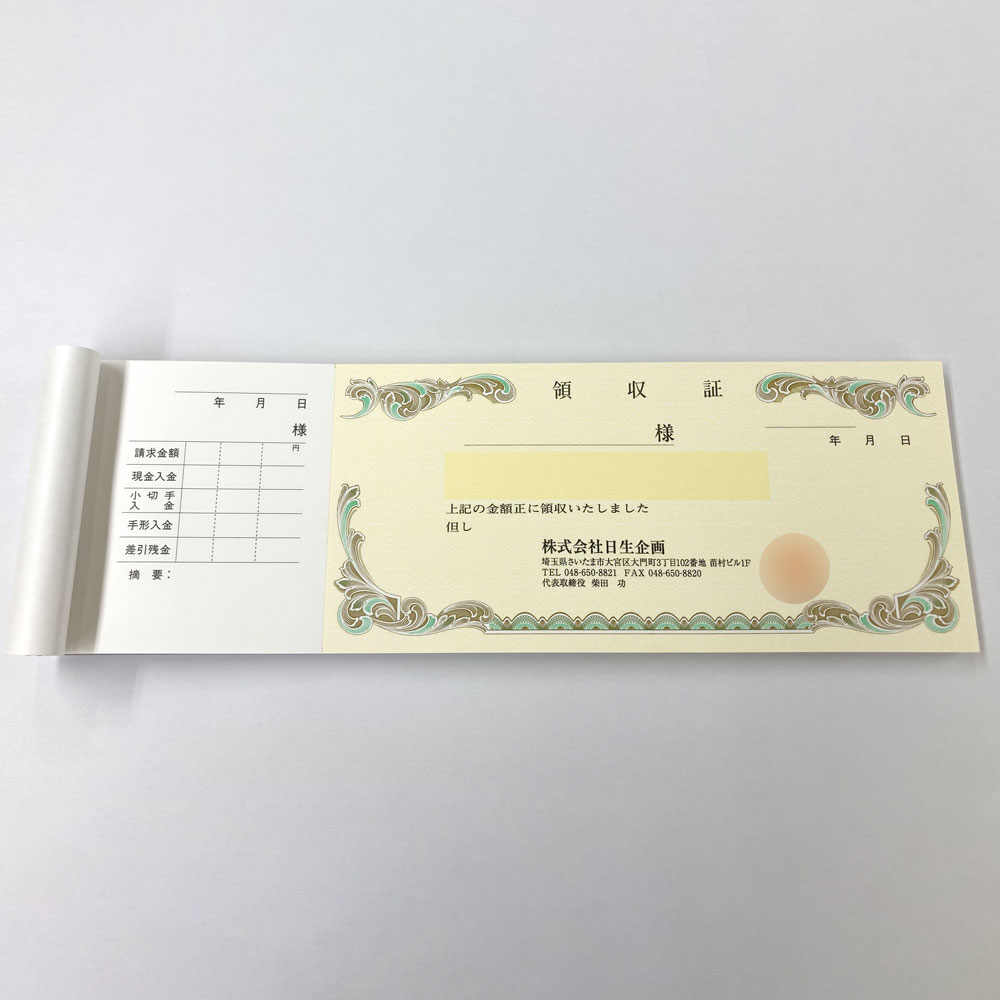 年　月　日
様
円
請求金額
現金入金
小切手
入　金
手形入金
差引残金
摘　要：
領　収　証
様
年　月　日
上記の金額正に領収いたしました
但し
株式会社日生企画
埼玉県さいたま市大宮区大門町3丁目102番地 苗村ビル1F
TEL 048-650-8821　FAX 048-650-8820
代表取締役　柴田　功